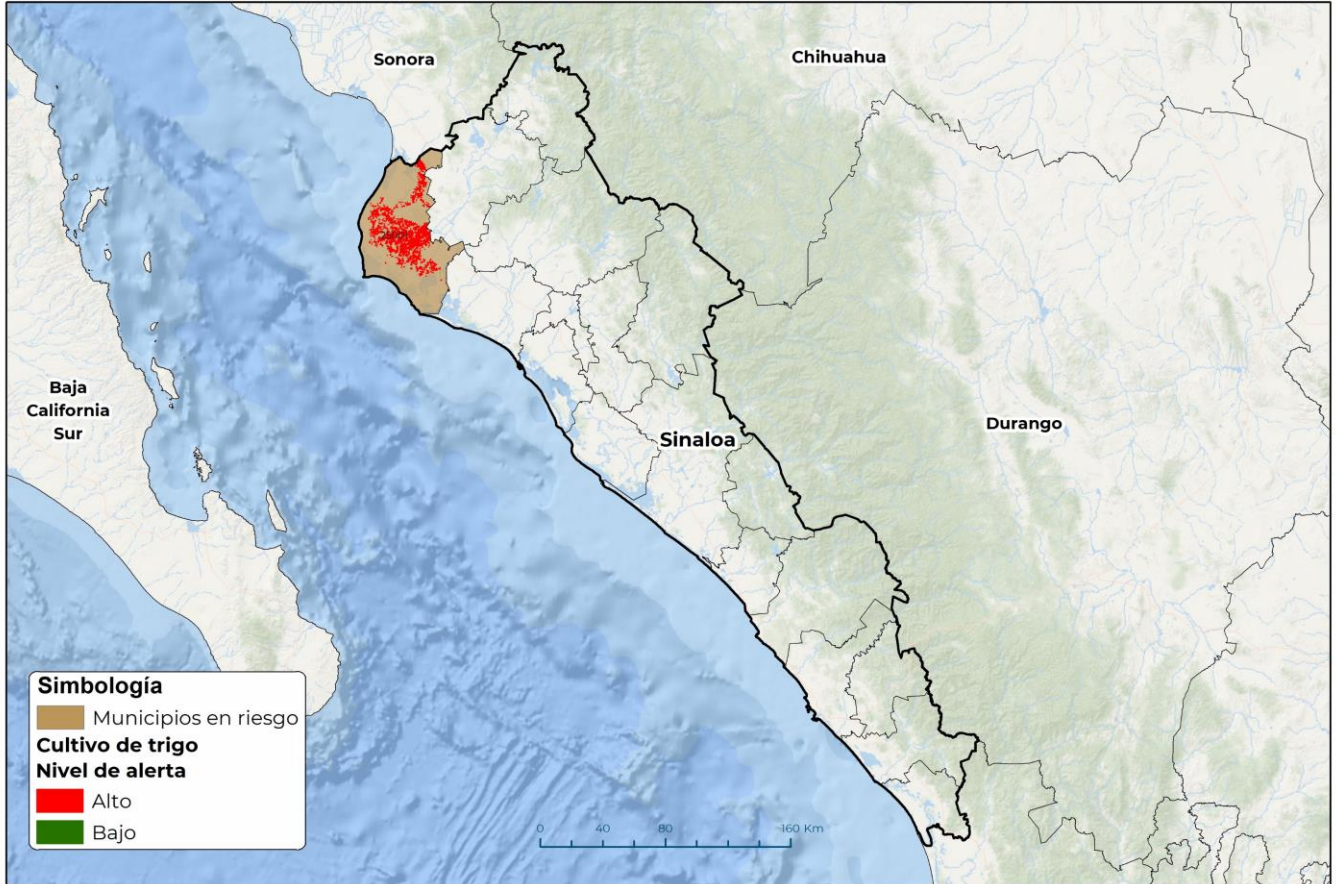 Sonora
Chihuahua
Baja
California
Sur
Durango
Sinaloa
Simbología
Municipios en riesgo
Cultivo de trigo
Nivel de alerta
Alto
Bajo
0 40 80 160 Km